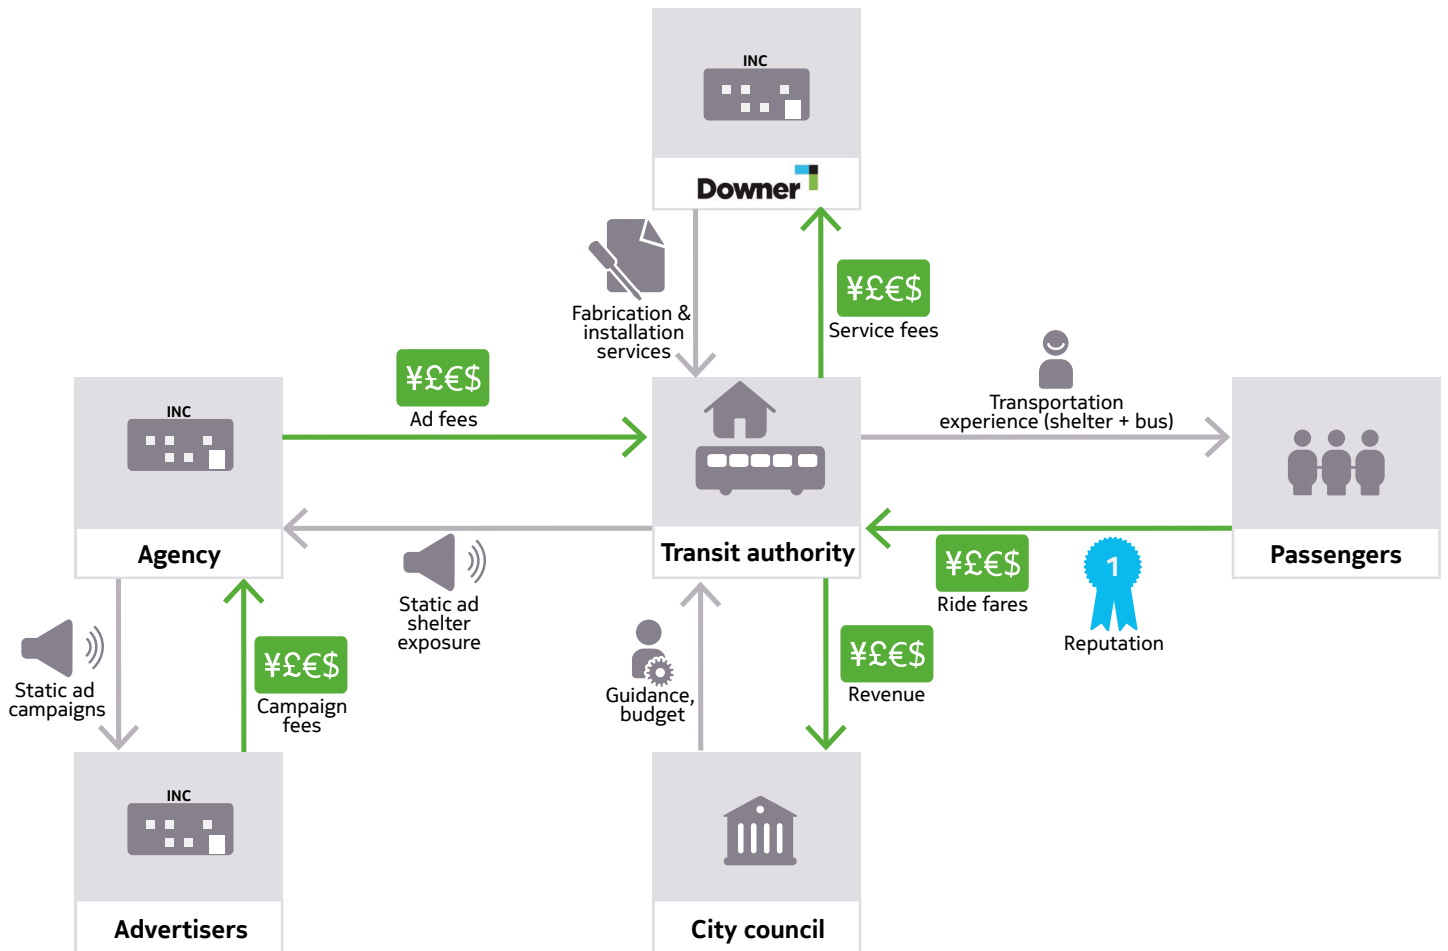 INC
Downer
¥£€$
Service fees
Fabrication &
installation
services
¥£€$
Ad fees
Transportation
experience (shelter + bus)
INC
Agency
Transit authority
Passengers
Static ad
shelter
exposure
¥£€$
Ride fares
1
Reputation
Static ad
campaigns
¥£€$
Campaign
fees
Guidance,
budget
¥£€$
Revenue
INC
Advertisers
City council